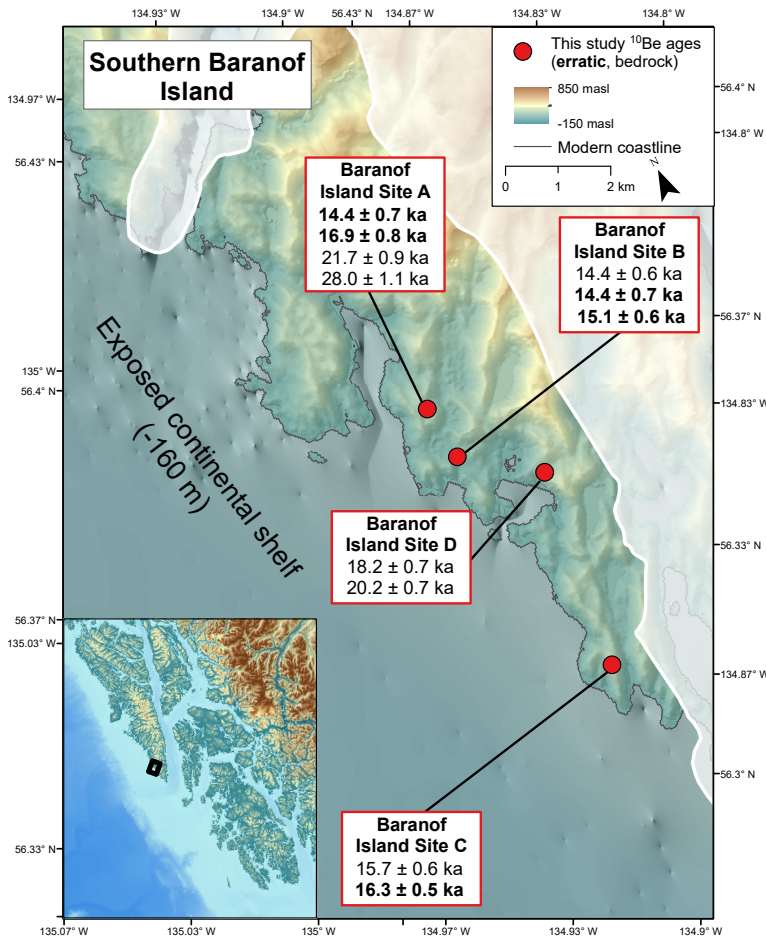 134.93° W
134.9° W
56.43° N
134.87° W
134.83° W
134.8° W
Southern Baranof
Island
This study ¹⁰Be ages
(erratic, bedrock)
850 masl
-150 masl
Modern coastline
N
0
1
2 km
134.97° W
56.43° N
135° W
56.4° N
56.37° N
135.03° W
56.33° N
56.4° N
134.8° W
56.37° N
134.83° W
56.33° N
134.87° W
56.3° N
Baranof
Island Site A
14.4 ± 0.7 ka
16.9 ± 0.8 ka
21.7 ± 0.9 ka
28.0 ± 1.1 ka
Baranof
Island Site B
14.4 ± 0.6 ka
14.4 ± 0.7 ka
15.1 ± 0.6 ka
Exposed continental shelf
(-160 m)
Baranof
Island Site D
18.2 ± 0.7 ka
20.2 ± 0.7 ka
Baranof
Island Site C
15.7 ± 0.6 ka
16.3 ± 0.5 ka
135.07° W
135.03° W
135° W
134.97° W
134.93° W
134.9° W